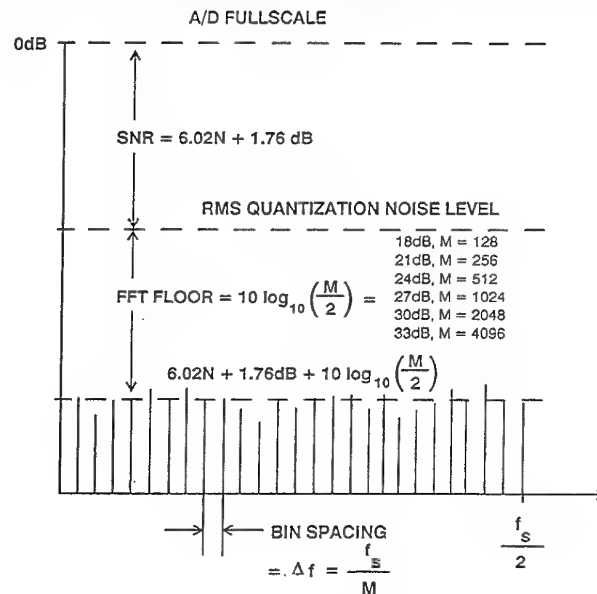 A/D FULLSCALE
0dB
SNR = 6.02N + 1.76 dB
RMS QUANTIZATION NOISE LEVEL
18dB, M = 128
21dB, M = 256
24dB, M = 512
27dB, M = 1024
30dB, M = 2048
33dB, M = 4096
FFT FLOOR = 10 log₁₀ (M/2) =
6.02N + 1.76dB + 10 log₁₀ (M/2)
BIN SPACING
=. Δf = f_s/M
f_s/2